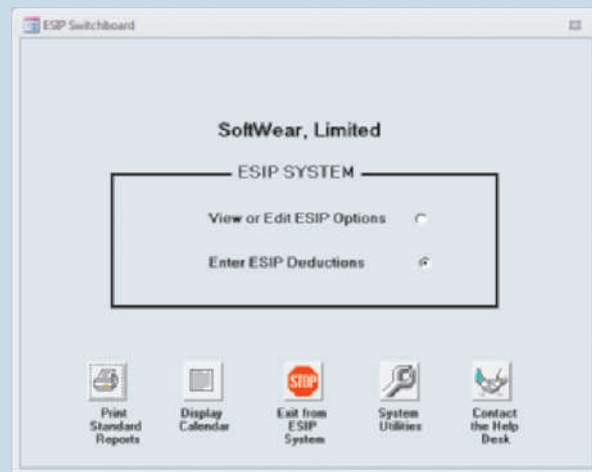 ESIP Switchboard
SoftWear, Limited
ESIP SYSTEM
View or Edit ESIP Options
Enter ESIP Deductions
Print
Standard
Reports
Display
Calendar
STOP
Exit from
ESIP
System
System
Utilities
Contact
the Help
Desk